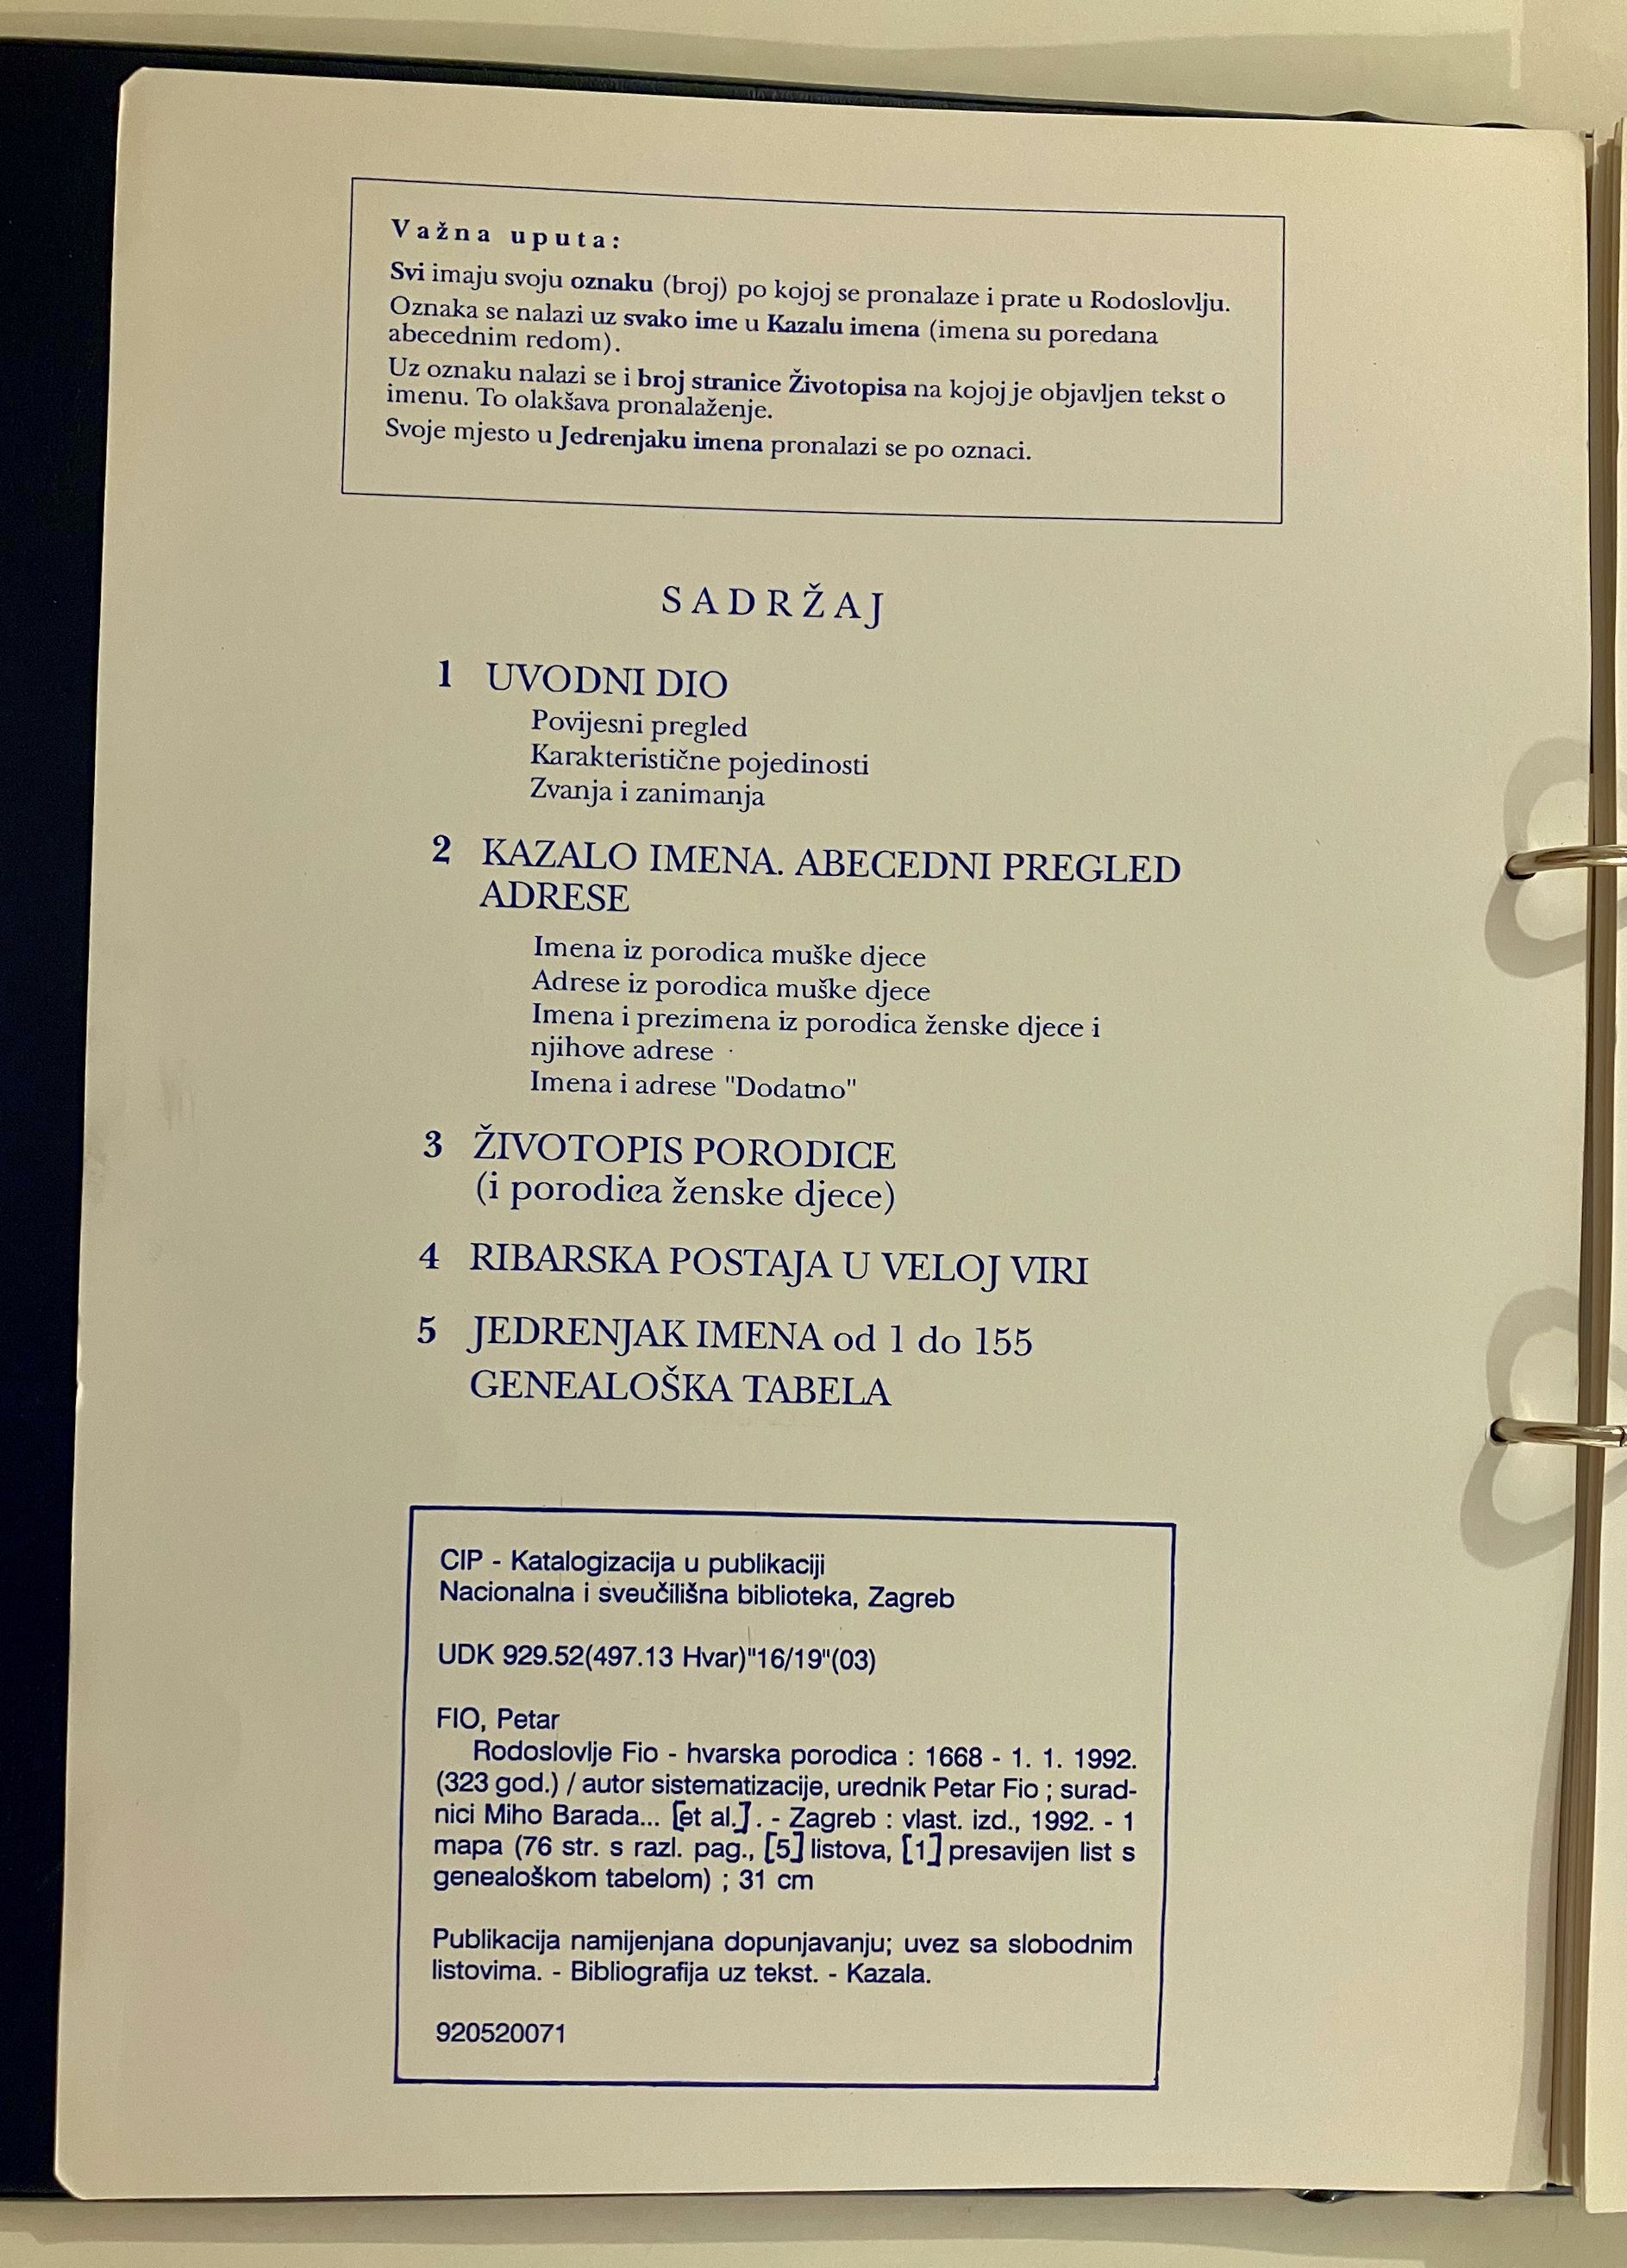 Važna uputa:
Svi imaju svoju oznaku (broj) po kojoj se pronalaze i prate u Rodoslovlju.
Oznaka se nalazi uz svako ime u Kazalu imena (imena su poredana
abecednim redom).
Uz oznaku nalazi se i broj stranice Životopisa na kojoj je objavljen tekst o
imenu. To olakšava pronalaženje.
Svoje mjesto u Jedrenjaku imena pronalazi se po oznaci.
SADRŽAJ
1 UVODNI DIO
Povijesni pregled
Karakteristične pojedinosti
Zvanja i zanimanja
2 KAZALO IMENA. ABECEDNI PREGLED
ADRESE
Imena iz porodica muške djece
Adrese iz porodica muške djece
Imena i prezimena iz porodica ženske djece i
njihove adrese
Imena i adrese "Dodatno"
3 ŽIVOTOPIS PORODICE
(i porodica ženske djece)
4 RIBARSKA POSTAJA U VELOJ VIRI
5 JEDRENJAK IMENA od 1 do 155
GENEALOŠKA TABELA
CIP - Katalogizacija u publikaciji
Nacionalna i sveučilišna biblioteka, Zagreb
UDK 929.52(497.13 Hvar)"16/19"(03)
FIO, Petar
Rodoslovlje Fio - hvarska porodica : 1668 - 1. 1. 1992.
(323 god.) / autor sistematizacije, urednik Petar Fio ; surad-
nici Miho Barada... [et al.] . - Zagreb : vlast. izd., 1992. - 1
mapa (76 str. s razl. pag., [5] listova, [1] presavijen list s
genealoškom tabelom) ; 31 cm
Publikacija namijenjana dopunjavanju; uvez sa slobodnim
listovima. - Bibliografija uz tekst. - Kazala.
920520071